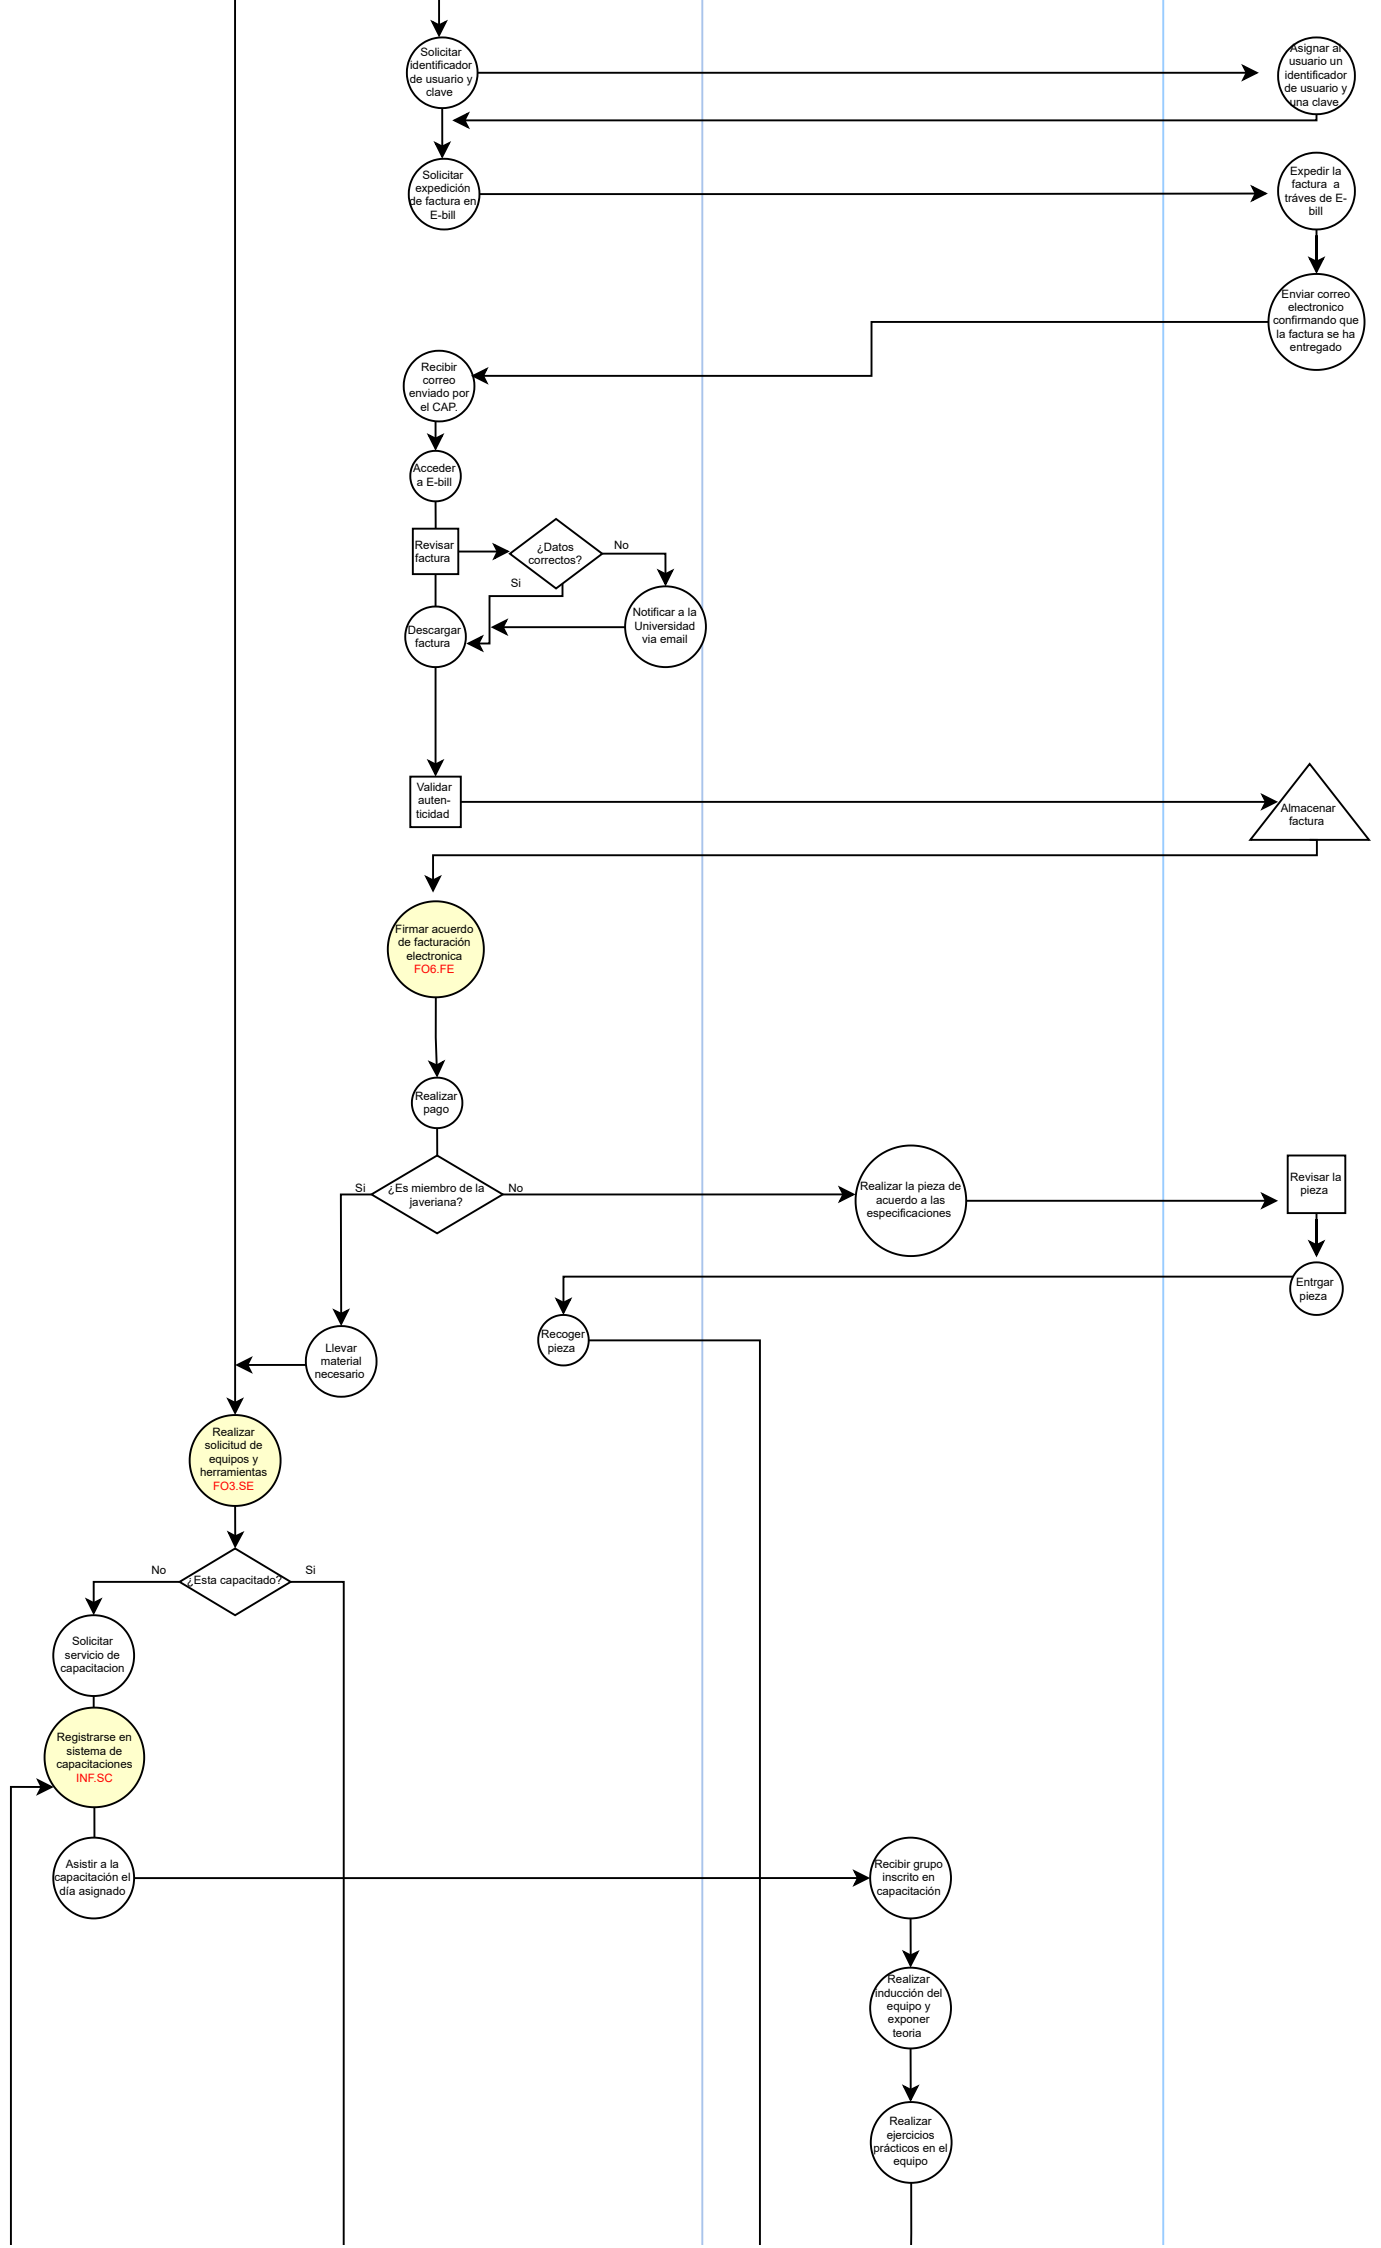 Solicitar
identificador
de usuario y
clave
Asignar al
usuario un
identificador
de usuario y
una clave
Solicitar
expedición
de factura en
E-bill
Expedir la
factura a
tráves de E-
bill
Enviar correo
electronico
confirmando que
la factura se ha
entregado
Recibir
correo
enviado por
el CAP.
Acceder
a E-bill
Revisar
factura
¿Datos
correctos?
No
Si
Notificar a la
Universidad
via email
Descargar
factura
Validar
auten-
ticidad
Almacenar
factura
Firmar acuerdo
de facturación
electronica
FO6.FE
Realizar
pago
Si
¿Es miembro de la
javeriana?
No
Realizar la pieza de
acuerdo a las
especificaciones
Revisar la
pieza
Entrgar
pieza
Recoger
pieza
Llevar
material
necesario
Realizar
solicitud de
equipos y
herramientas
FO3.SE
No
¿Esta capacitado?
Si
Solicitar
servicio de
capacitacion
Registrarse en
sistema de
capacitaciones
INF.SC
Asistir a la
capacitación el
día asignado
Recibir grupo
inscrito en
capacitación
Realizar
inducción del
equipo y
exponer
teoria
Realizar
ejercicios
prácticos en el
equipo